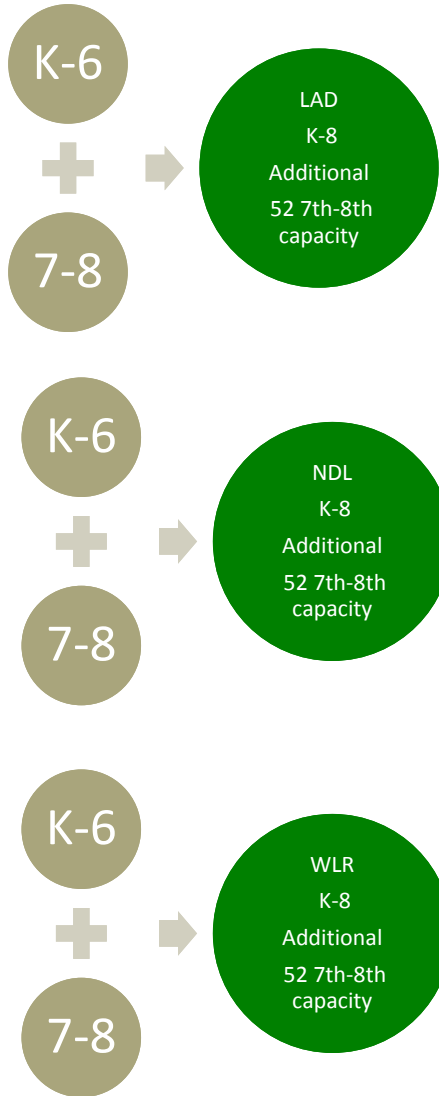 K-6
7-8
LAD
K-8
Additional
52 7th-8th
capacity
K-6
7-8
NDL
K-8
Additional
52 7th-8th
capacity
K-6
7-8
WLR
K-8
Additional
52 7th-8th
capacity